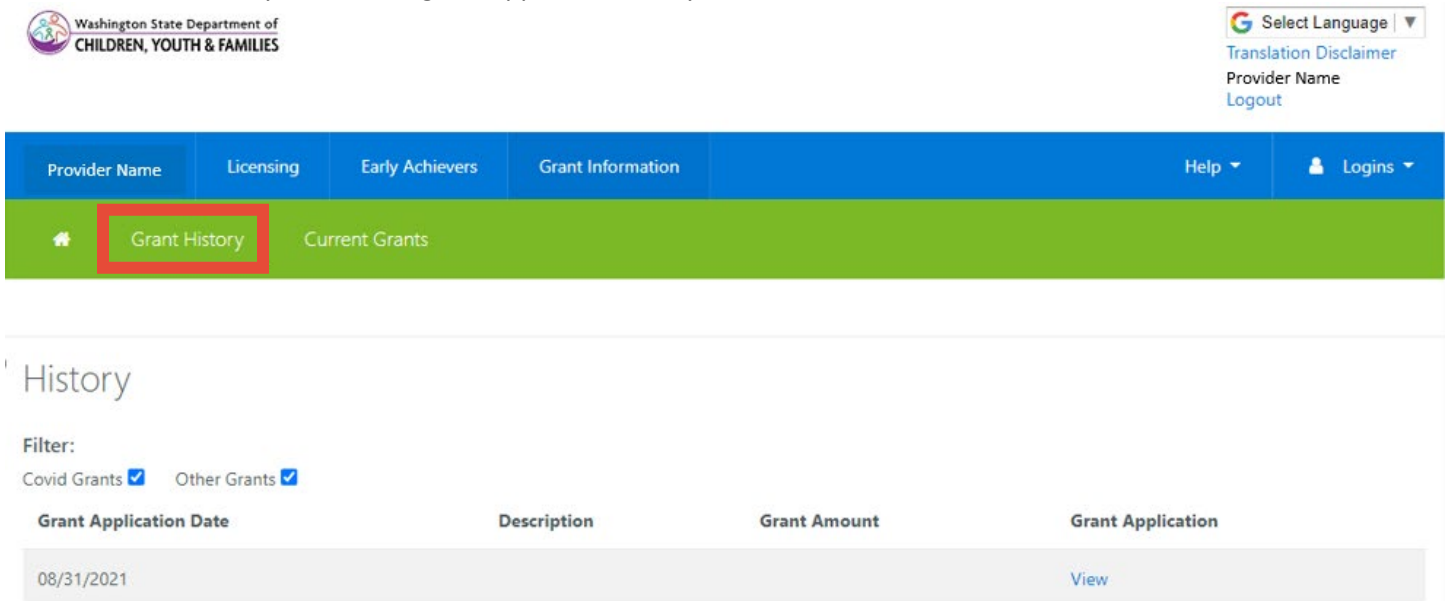 Washington State Department of
CHILDREN, YOUTH & FAMILIES
Select Language ▼
Translation Disclaimer
Provider Name
Logout
Provider Name Licensing Early Achievers Grant Information Help Logins
Grant History Current Grants
History
Filter:
Covid Grants Other Grants
Grant Application Date Description Grant Amount Grant Application
08/31/2021 View